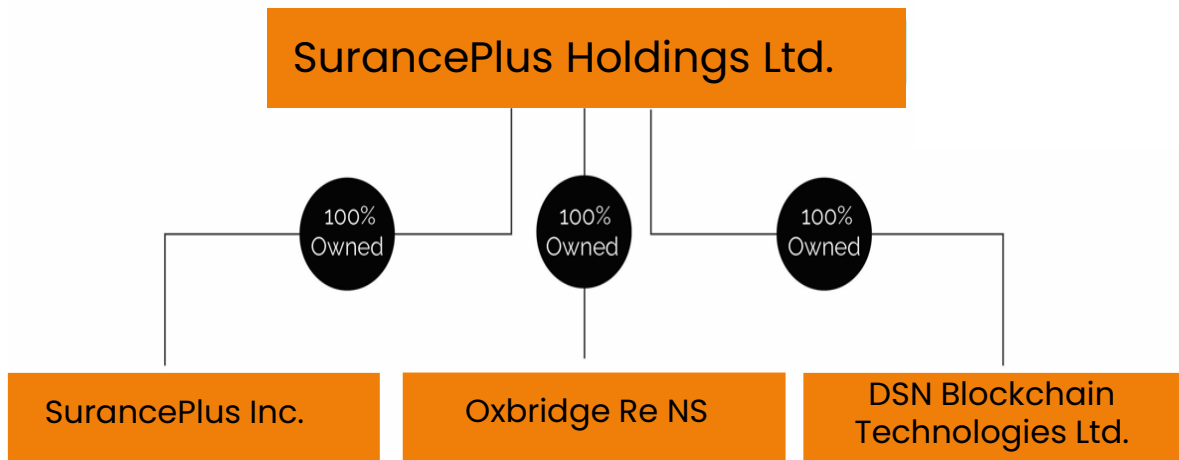 SurancePlus Holdings Ltd.
100%
Owned
100%
Owned
100%
Owned
SurancePlus Inc.
Oxbridge Re NS
DSN Blockchain
Technologies Ltd.